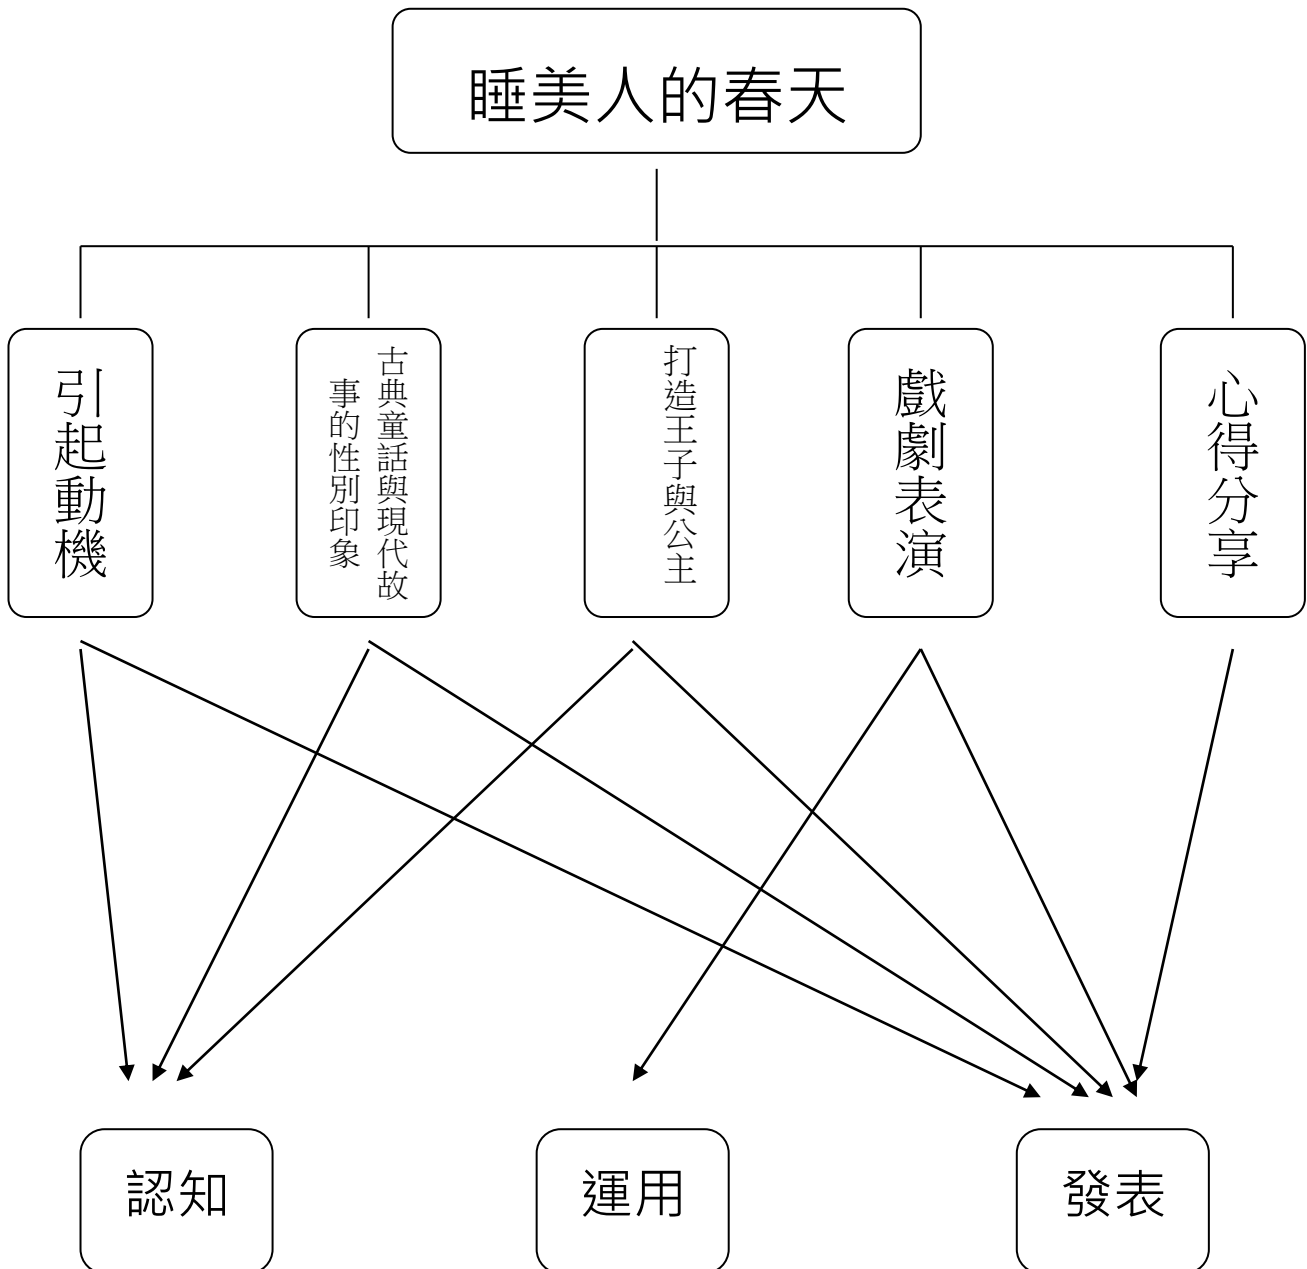 睡美人的春天
引起動機
古典童話與現代故
事的性別印象
打造王子與公主
戲劇表演
心得分享
認知
運用
發表